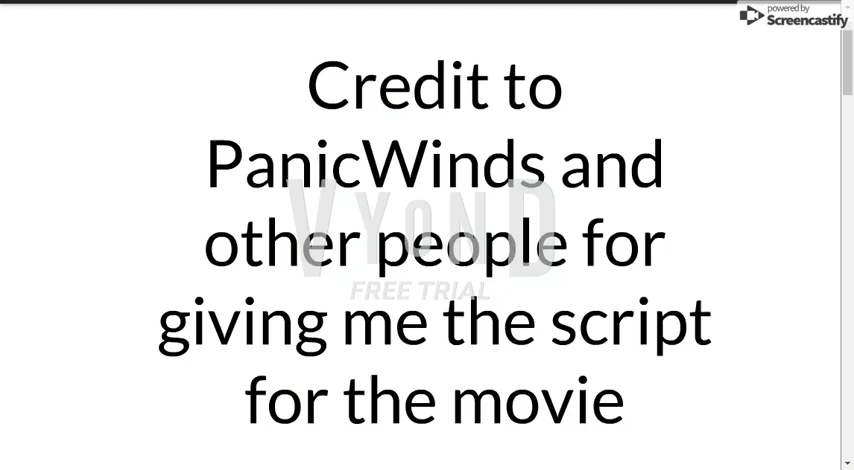 powered by
Screencastify
Credit to
PanicWinds and
other people for
giving me the script
for the movie
VYOND
FREE TRIAL